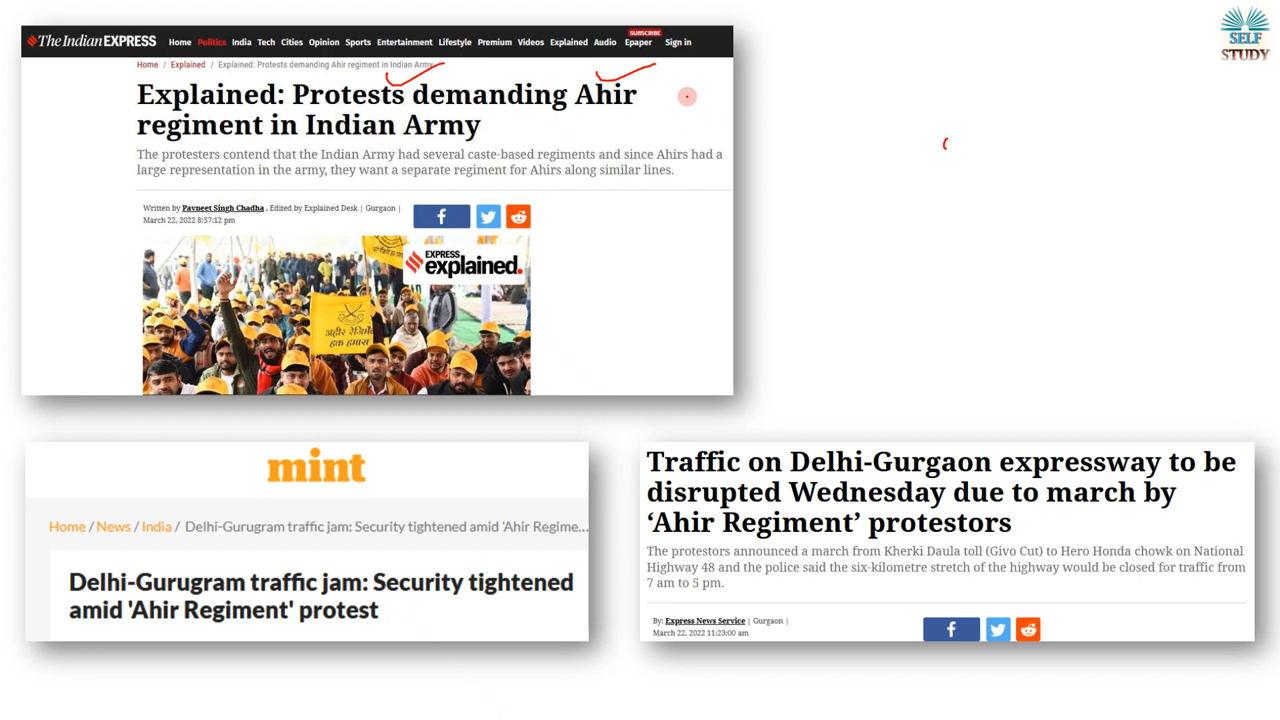 The Indian EXPRESS
Home Politics India Tech Cities Opinion Sports Entertainment Lifestyle Premium Videos Explained Audio SUBSCRIBE Epaper Sign in
Home / Explained / Explained: Protests demanding Ahir regiment in Indian Army
Explained: Protests demanding Ahir
regiment in Indian Army
The protesters contend that the Indian Army had several caste-based regiments and since Ahirs had a
large representation in the army, they want a separate regiment for Ahirs along similar lines.
Written by Pavneet Singh Chadha , Edited by Explained Desk | Gurgaon |
March 22, 2022 8:57:12 pm
EXPRESS
explained.
अहीर रेजिमेंट
हक हमारा
SELF
STUDY
mint
Home / News / India / Delhi-Gurugram traffic jam: Security tightened amid 'Ahir Regime...
Delhi-Gurugram traffic jam: Security tightened
amid 'Ahir Regiment' protest
Traffic on Delhi-Gurgaon expressway to be
disrupted Wednesday due to march by
‘Ahir Regiment’ protestors
The protestors announced a march from Kherki Daula toll (Givo Cut) to Hero Honda chowk on National
Highway 48 and the police said the six-kilometre stretch of the highway would be closed for traffic from
7 am to 5 pm.
By: Express News Service | Gurgaon |
March 22, 2022 11:23:00 am